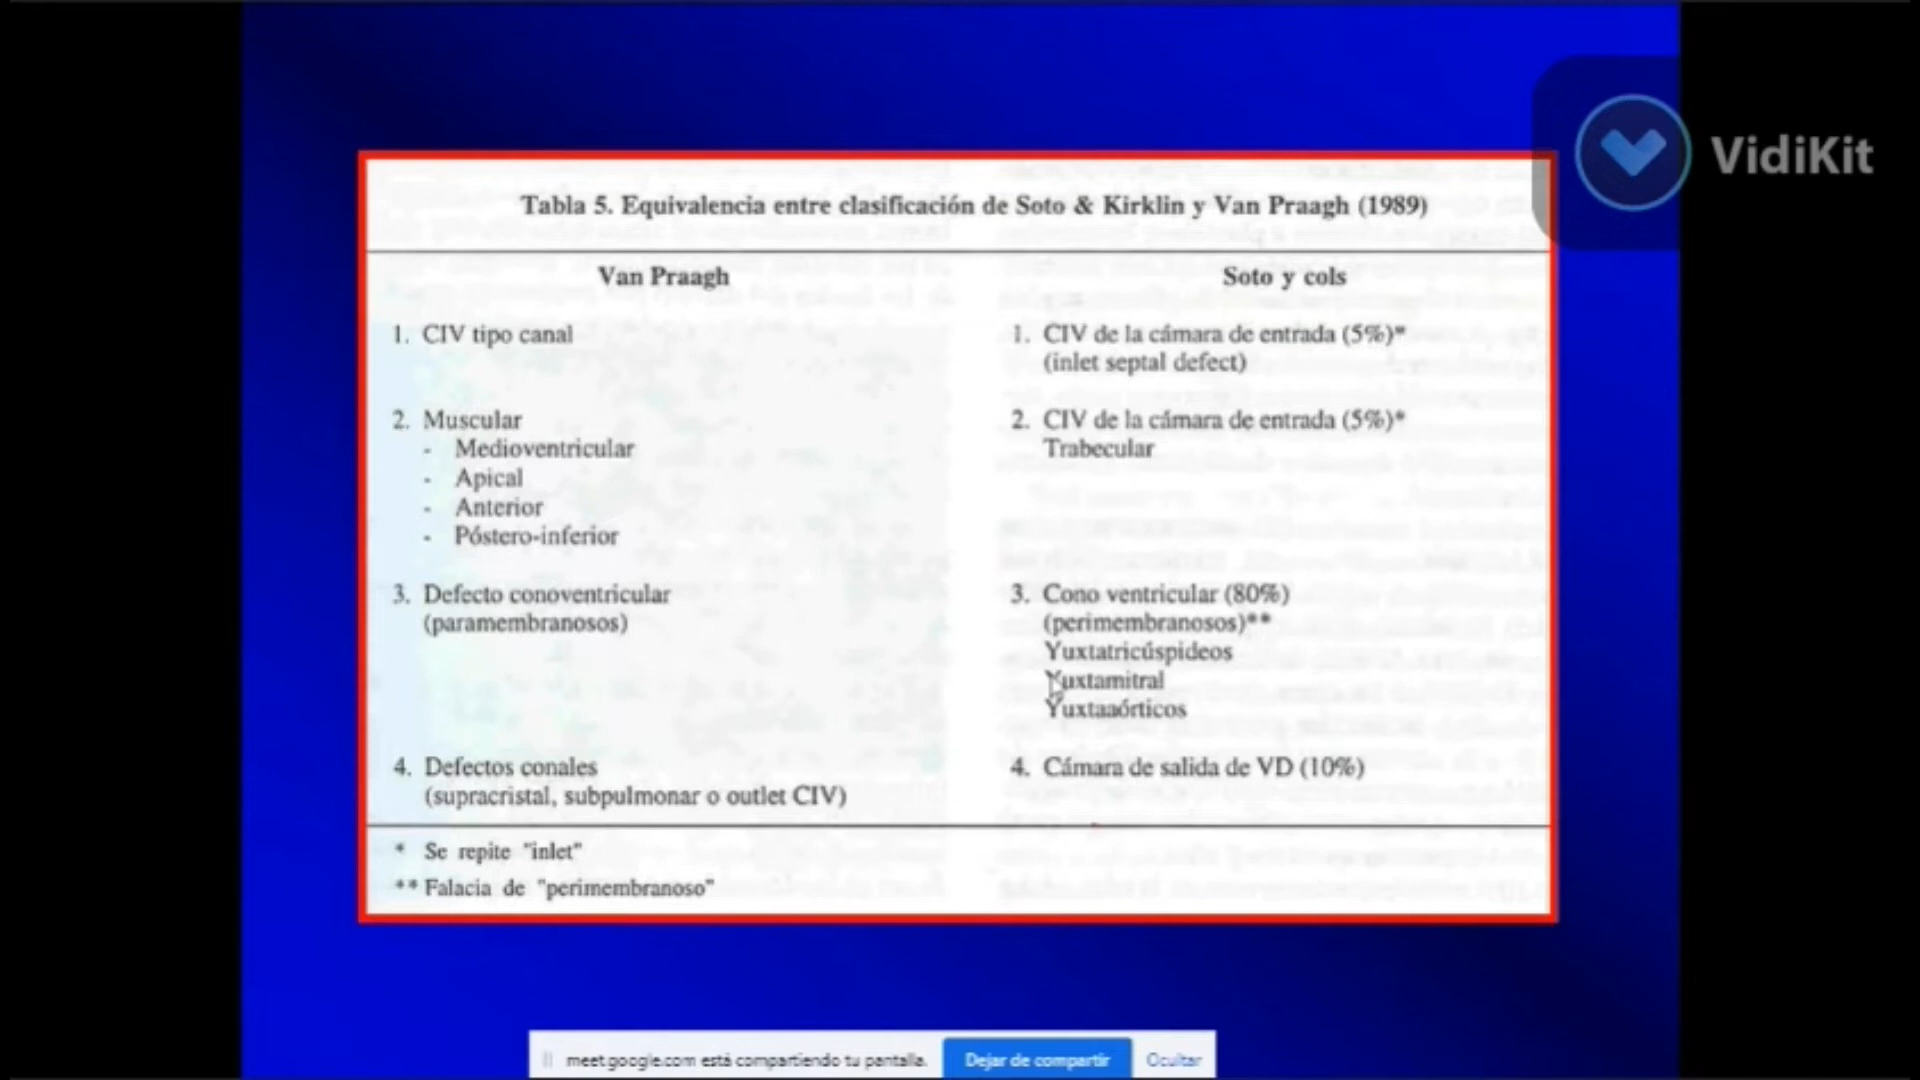 VidiKit
Tabla 5. Equivalencia entre clasificación de Soto & Kirklin y Van Praagh (1989)
Van Praagh
1. CIV tipo canal
2. Muscular
- Medioventricular
- Apical
- Anterior
- Póstero-inferior
3. Defecto conoventricular
(paramembranosos)
4. Defectos conales
(supracristal, subpulmonar o outlet CIV)
Soto y cols
1. CIV de la cámara de entrada (5%)*
(inlet septal defect)
2. CIV de la cámara de entrada (5%)*
Trabecular
3. Cono ventricular (80%)
(perimembranosos)**
Yuxtatricúspideos
Yuxtamitral
Yuxtaaórticos
4. Cámara de salida de VD (10%)
* Se repite "inlet"
** Falacia de "perimembranoso"
meet.google.com está compartiendo tu pantalla.
Dejar de compartir
Ocultar